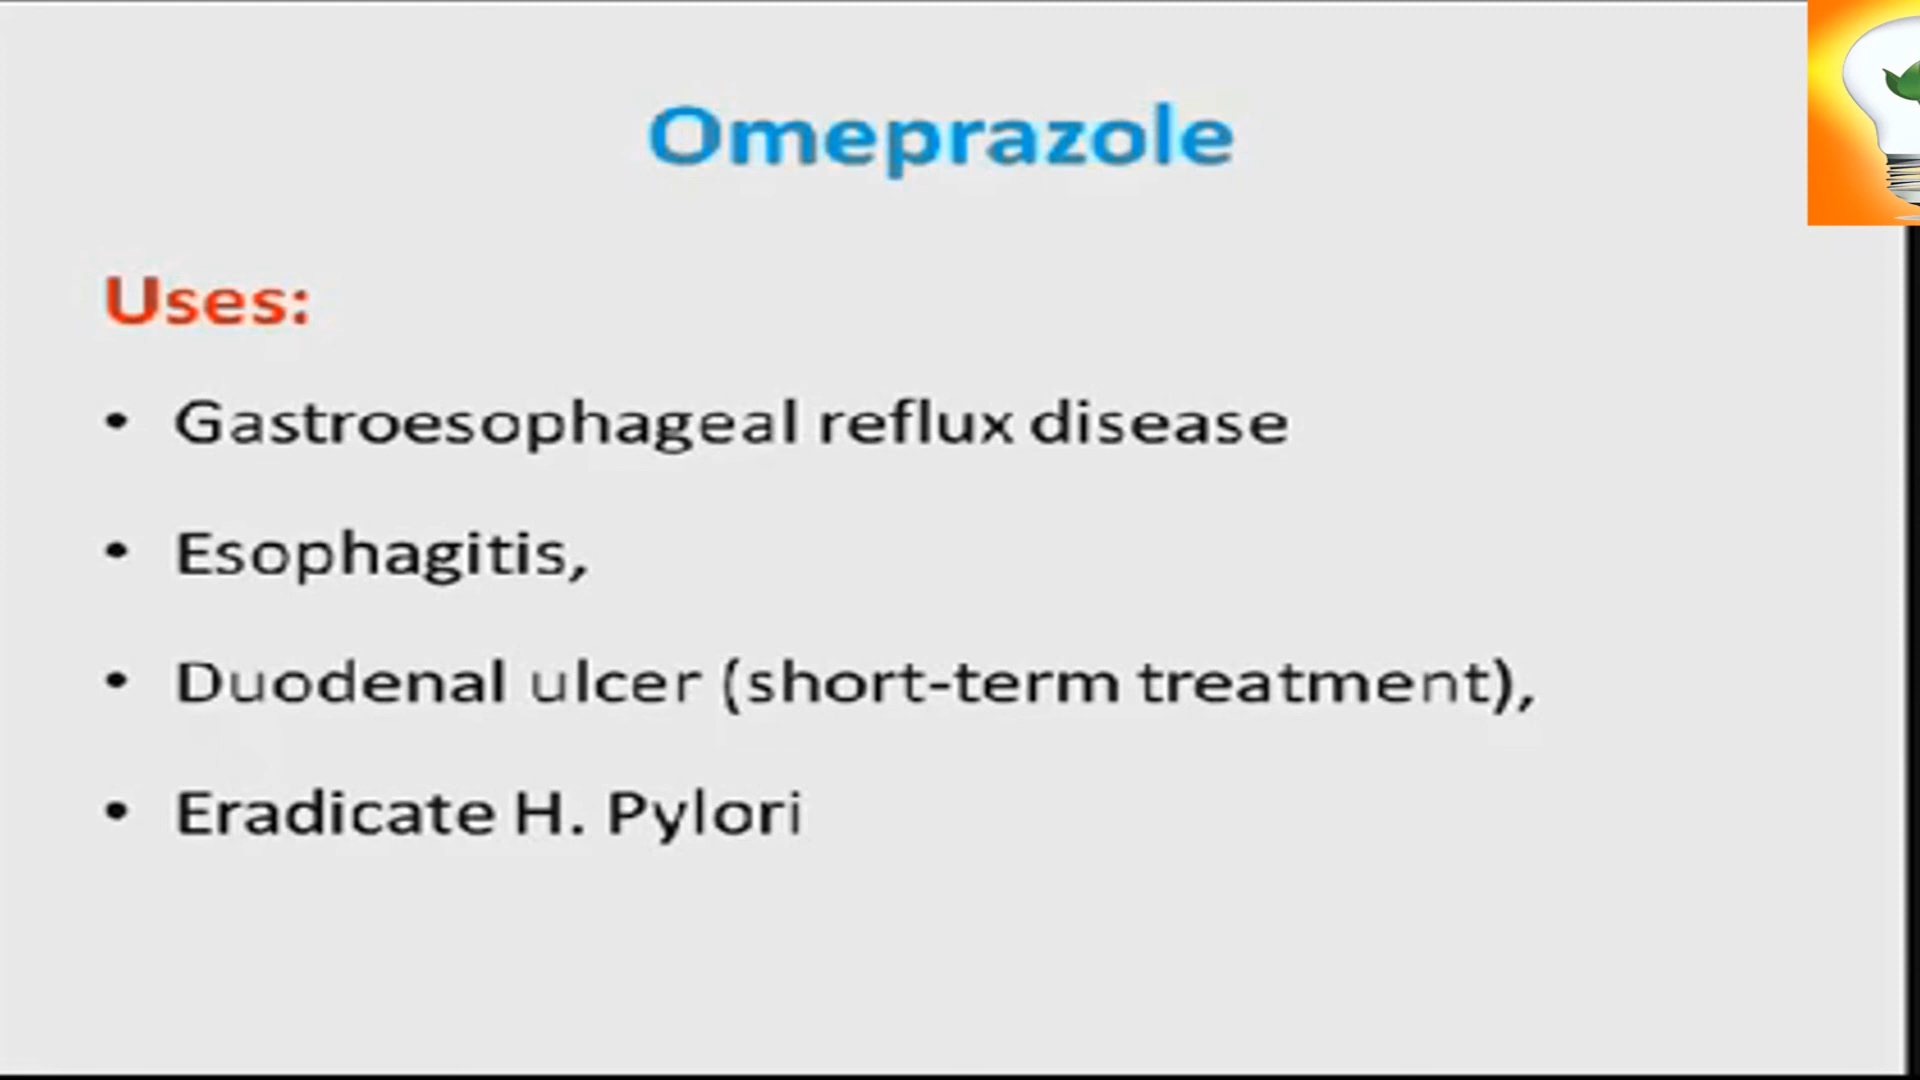 Omeprazole
Uses:
• Gastroesophageal reflux disease
• Esophagitis,
• Duodenal ulcer (short-term treatment),
• Eradicate H. Pylori